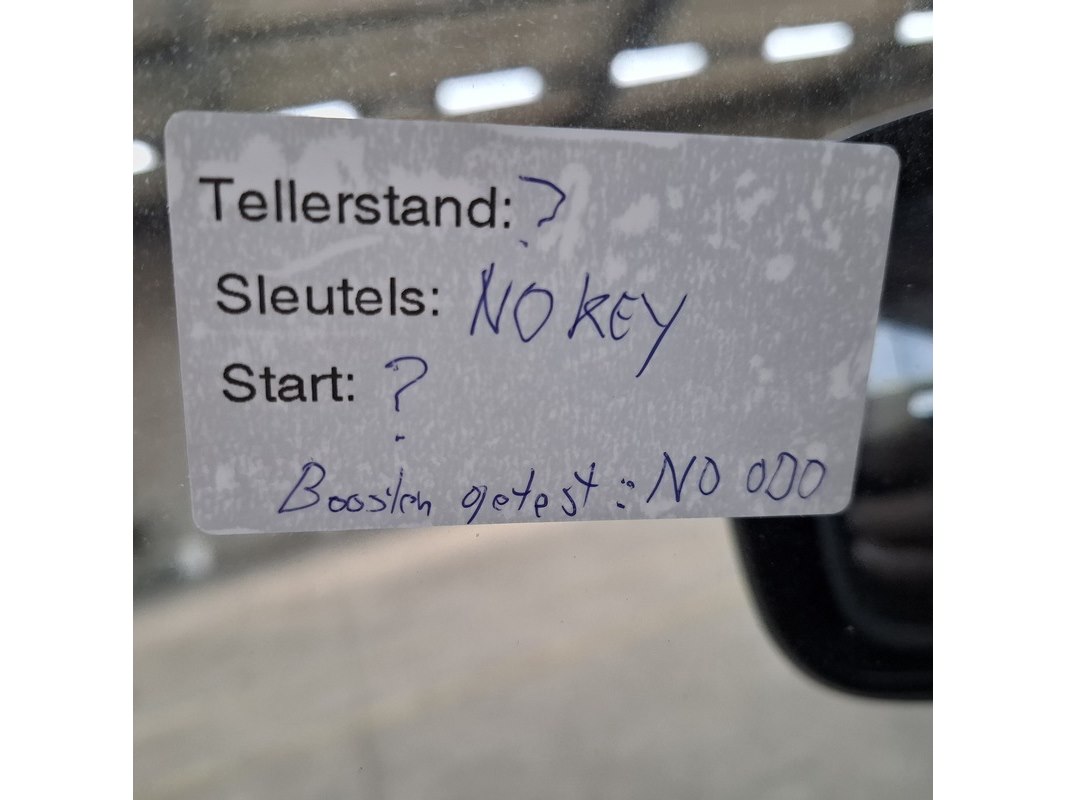 Tellerstand: ?
Sleutels: NO KEY
Start: ?
Boosten getest : NO ODO